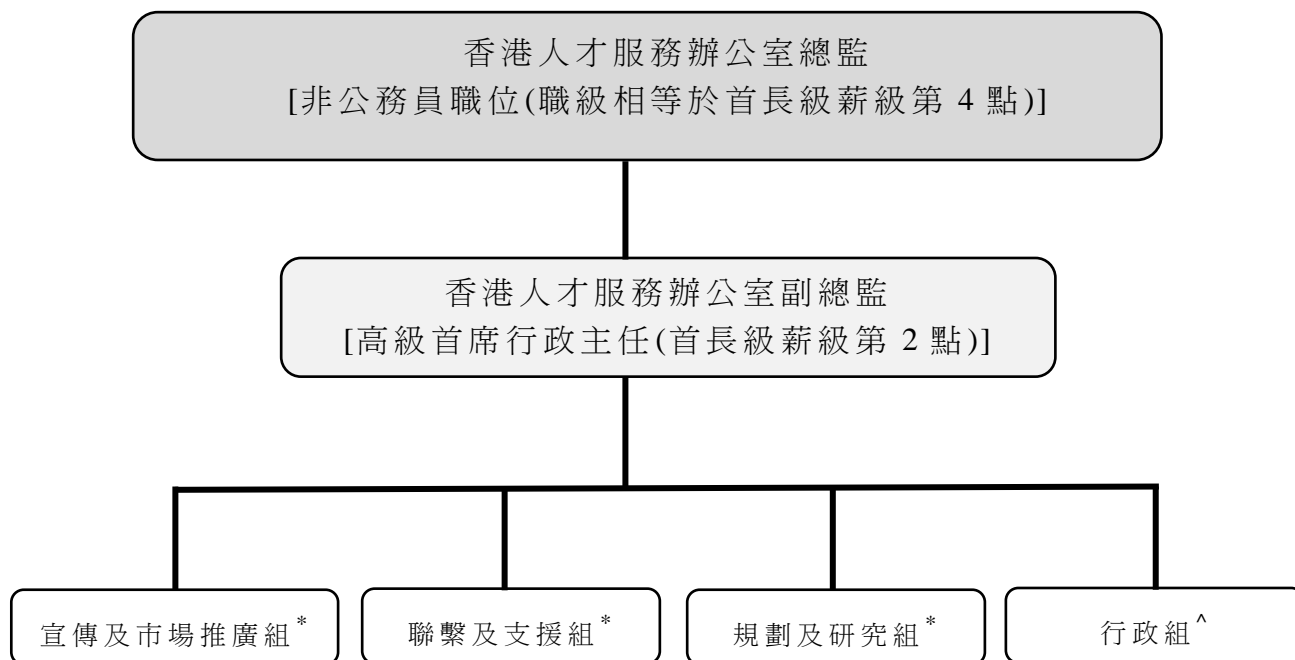 香港人才服務辦公室總監
[非公務員職位(職級相等於首長級薪級第 4 點)]
香港人才服務辦公室副總監
[高級首席行政主任(首長級薪級第 2 點)]
宣傳及市場推廣組*
聯繫及支援組*
規劃及研究組*
行政組^